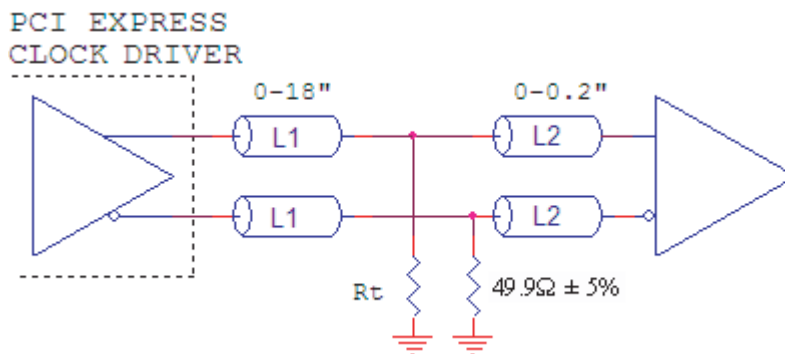 PCI EXPRESS
CLOCK DRIVER
0-18"
0-0.2"
L1
L2
L1
L2
Rt
49.9Ω ± 5%